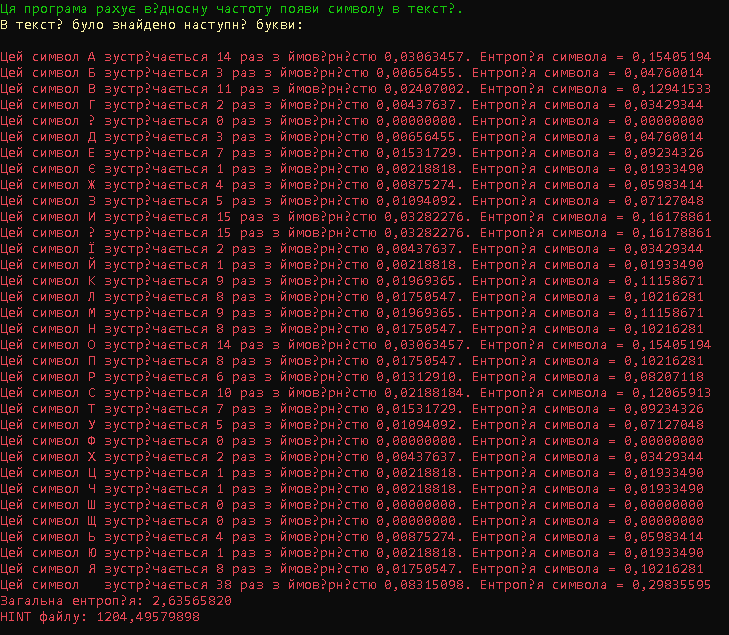 Ця програма рахує в?дносну частоту появи символу в текст?.
В текст? було знайдено наступн? букви:
Цей символ А зустр?чається 14 раз з ймов?рн?стю 0,03063457. Ентроп?я символа = 0,15405194
Цей символ Б зустр?чається 3 раз з ймов?рн?стю 0,00656455. Ентроп?я символа = 0,04760014
Цей символ В зустр?чається 11 раз з ймов?рн?стю 0,02407002. Ентроп?я символа = 0,12941533
Цей символ Г зустр?чається 2 раз з ймов?рн?стю 0,00437637. Ентроп?я символа = 0,03429344
Цей символ ? зустр?чається 0 раз з ймов?рн?стю 0,00000000. Ентроп?я символа = 0,00000000
Цей символ Д зустр?чається 3 раз з ймов?рн?стю 0,00656455. Ентроп?я символа = 0,04760014
Цей символ Е зустр?чається 7 раз з ймов?рн?стю 0,01531729. Ентроп?я символа = 0,09234326
Цей символ Є зустр?чається 1 раз з ймов?рн?стю 0,00218818. Ентроп?я символа = 0,01933490
Цей символ Ж зустр?чається 4 раз з ймов?рн?стю 0,00875274. Ентроп?я символа = 0,05983414
Цей символ З зустр?чається 5 раз з ймов?рн?стю 0,01094092. Ентроп?я символа = 0,07127048
Цей символ И зустр?чається 15 раз з ймов?рн?стю 0,03282276. Ентроп?я символа = 0,16178861
Цей символ ? зустр?чається 15 раз з ймов?рн?стю 0,03282276. Ентроп?я символа = 0,16178861
Цей символ Ї зустр?чається 2 раз з ймов?рн?стю 0,00437637. Ентроп?я символа = 0,03429344
Цей символ Й зустр?чається 1 раз з ймов?рн?стю 0,00218818. Ентроп?я символа = 0,01933490
Цей символ К зустр?чається 9 раз з ймов?рн?стю 0,01969365. Ентроп?я символа = 0,11158671
Цей символ Л зустр?чається 8 раз з ймов?рн?стю 0,01750547. Ентроп?я символа = 0,10216281
Цей символ М зустр?чається 9 раз з ймов?рн?стю 0,01969365. Ентроп?я символа = 0,11158671
Цей символ Н зустр?чається 8 раз з ймов?рн?стю 0,01750547. Ентроп?я символа = 0,10216281
Цей символ О зустр?чається 14 раз з ймов?рн?стю 0,03063457. Ентроп?я символа = 0,15405194
Цей символ П зустр?чається 8 раз з ймов?рн?стю 0,01750547. Ентроп?я символа = 0,10216281
Цей символ Р зустр?чається 6 раз з ймов?рн?стю 0,01312910. Ентроп?я символа = 0,08207118
Цей символ С зустр?чається 10 раз з ймов?рн?стю 0,02188184. Ентроп?я символа = 0,12065913
Цей символ Т зустр?чається 7 раз з ймов?рн?стю 0,01531729. Ентроп?я символа = 0,09234326
Цей символ У зустр?чається 5 раз з ймов?рн?стю 0,01094092. Ентроп?я символа = 0,07127048
Цей символ Ф зустр?чається 0 раз з ймов?рн?стю 0,00000000. Ентроп?я символа = 0,00000000
Цей символ Х зустр?чається 2 раз з ймов?рн?стю 0,00437637. Ентроп?я символа = 0,03429344
Цей символ Ц зустр?чається 1 раз з ймов?рн?стю 0,00218818. Ентроп?я символа = 0,01933490
Цей символ Ч зустр?чається 1 раз з ймов?рн?стю 0,00218818. Ентроп?я символа = 0,01933490
Цей символ Ш зустр?чається 0 раз з ймов?рн?стю 0,00000000. Ентроп?я символа = 0,00000000
Цей символ Щ зустр?чається 0 раз з ймов?рн?стю 0,00000000. Ентроп?я символа = 0,00000000
Цей символ Ь зустр?чається 4 раз з ймов?рн?стю 0,00875274. Ентроп?я символа = 0,05983414
Цей символ Ю зустр?чається 1 раз з ймов?рн?стю 0,00218818. Ентроп?я символа = 0,01933490
Цей символ Я зустр?чається 8 раз з ймов?рн?стю 0,01750547. Ентроп?я символа = 0,10216281
Цей символ   зустр?чається 38 раз з ймов?рн?стю 0,08315098. Ентроп?я символа = 0,29835595
Загальна ентроп?я: 2,63565820
HINT файлу: 1204,49579898